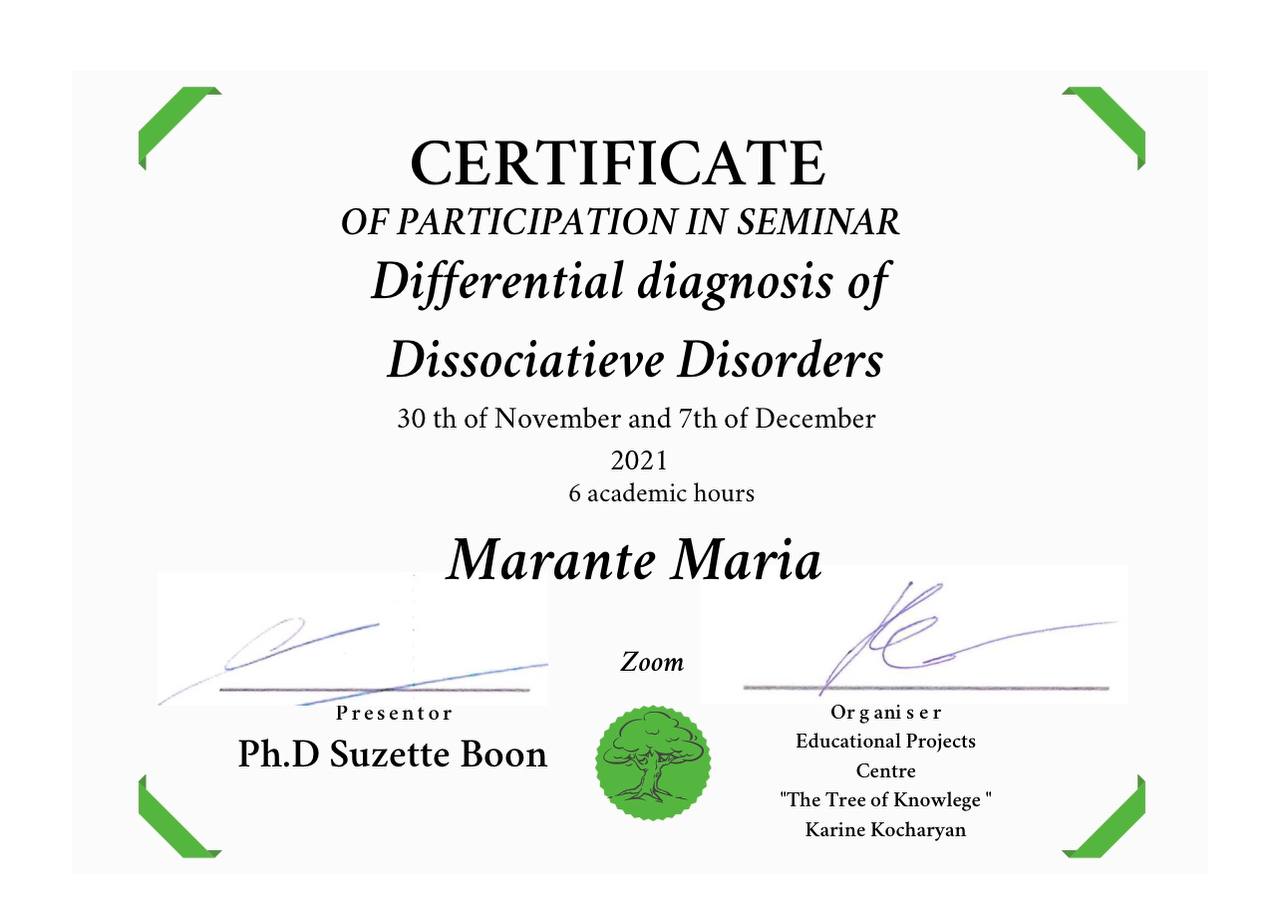 CERTIFICATE
OF PARTICIPATION IN SEMINAR
Differential diagnosis of
Dissociatieve Disorders
30 th of November and 7th of December
2021
6 academic hours
Marante Maria
Zoom
Presentor
Ph.D Suzette Boon
Organiser
Educational Projects
Centre
"The Tree of Knowlege "
Karine Kocharyan